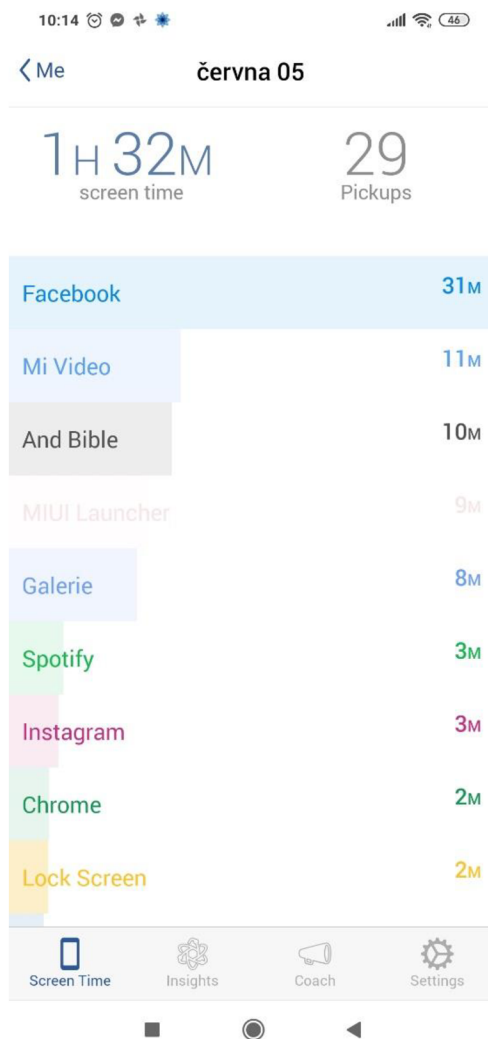 10:14
46
Me
června 05
1H 32M
screen time
29
Pickups
Facebook 31M
Mi Video 11M
And Bible 10M
MIUI Launcher 9M
Galerie 8M
Spotify 3M
Instagram 3M
Chrome 2M
Lock Screen 2M
Screen Time
Insights
Coach
Settings